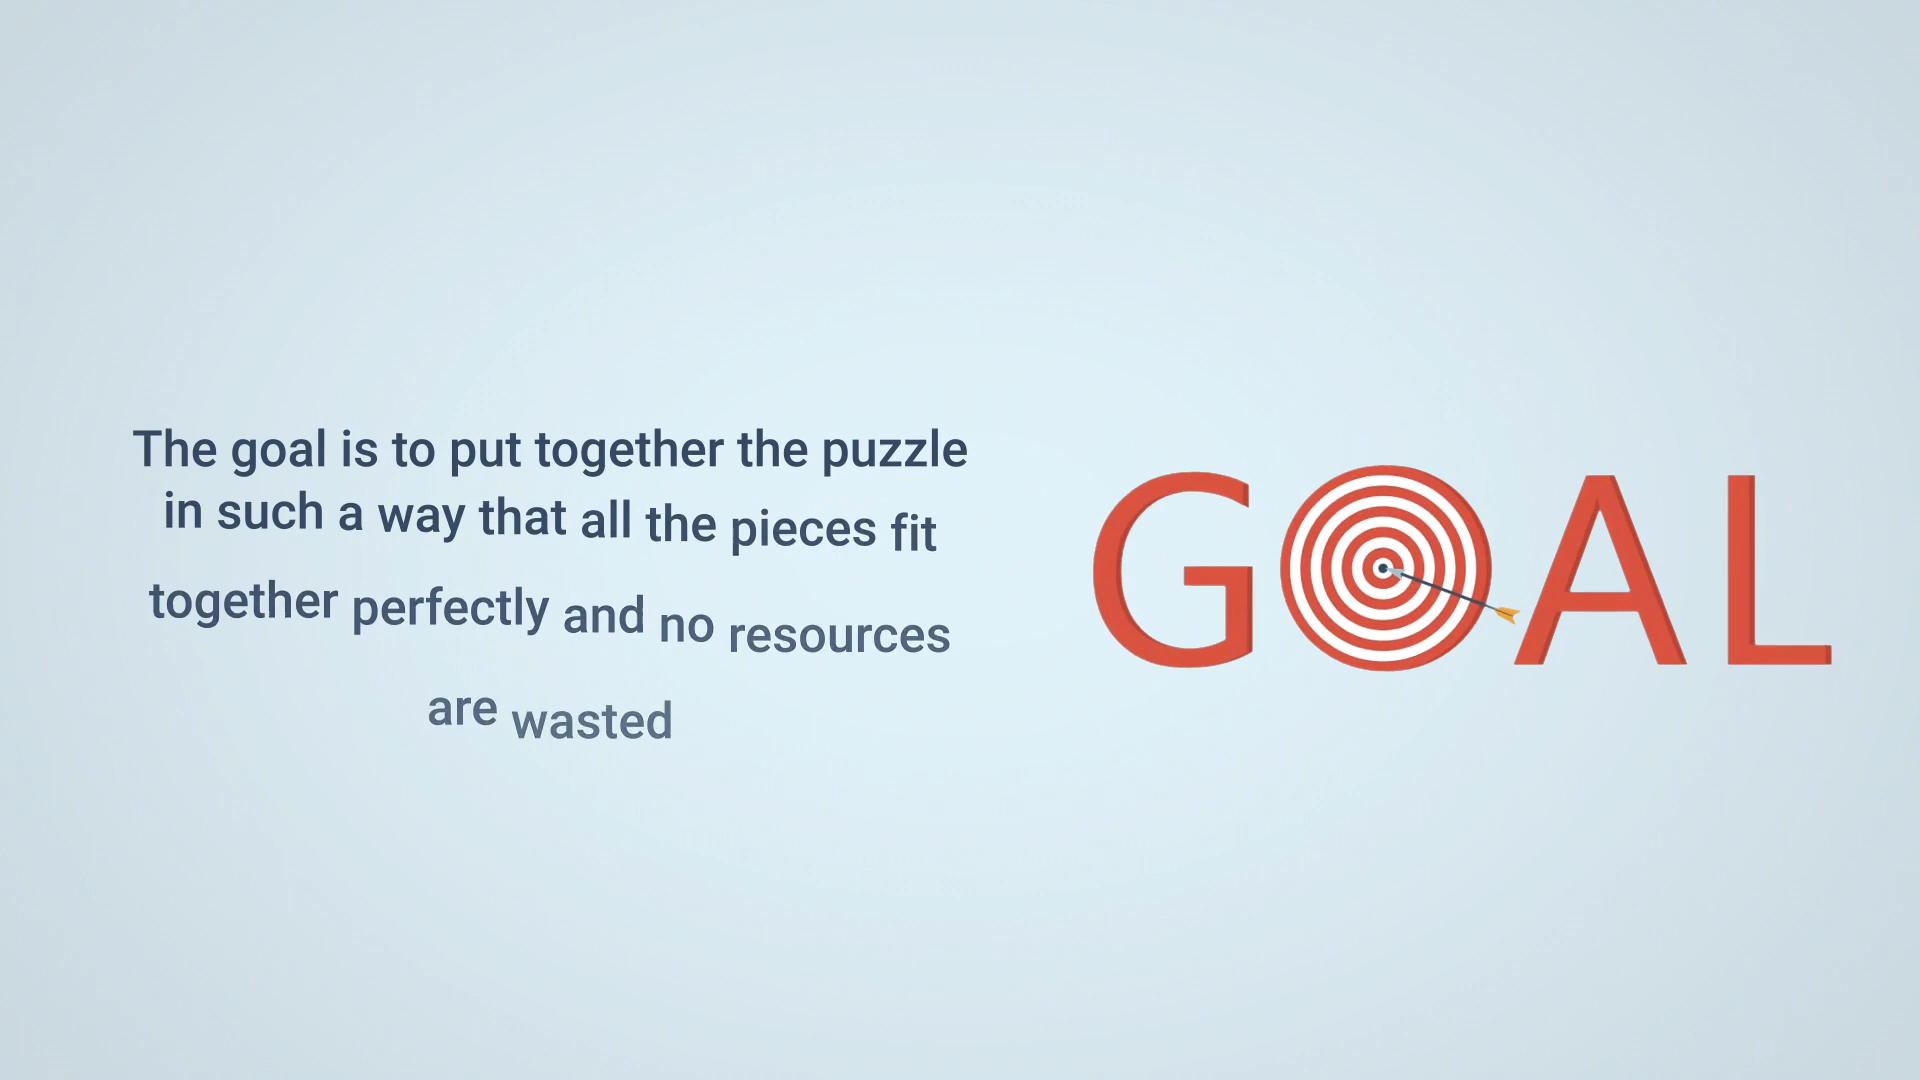 The goal is to put together the puzzle
in such a way that all the pieces fit
together perfectly and no resources
are wasted
GOAL